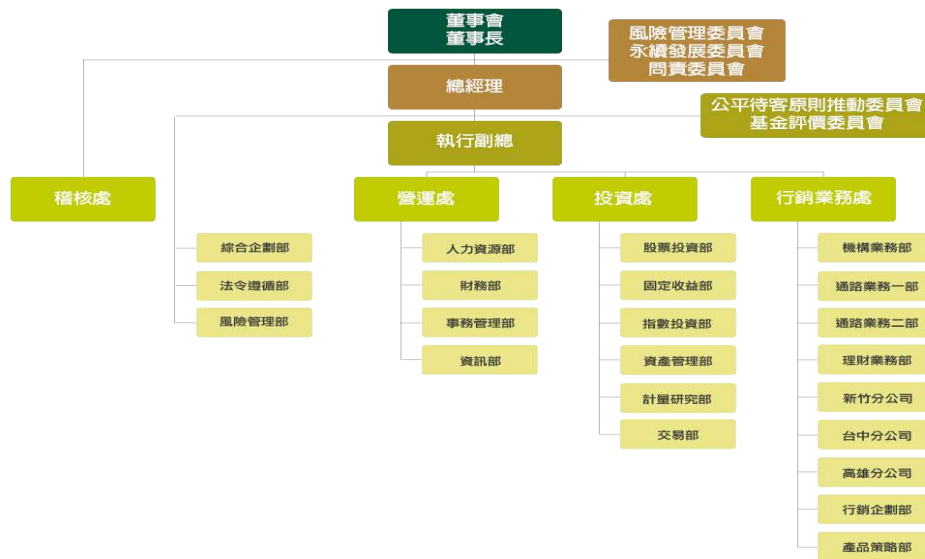 董事會
董事長
風險管理委員會
永續發展委員會
問責委員會
總經理
公平待客原則推動委員會
基金評價委員會
執行副總
稽核處
營運處
投資處
行銷業務處
綜合企劃部
法令遵循部
風險管理部
人力資源部
財務部
事務管理部
資訊部
股票投資部
固定收益部
指數投資部
資產管理部
計量研究部
交易部
機構業務部
通路業務一部
通路業務二部
理財業務部
新竹分公司
台中分公司
高雄分公司
行銷企劃部
產品策略部